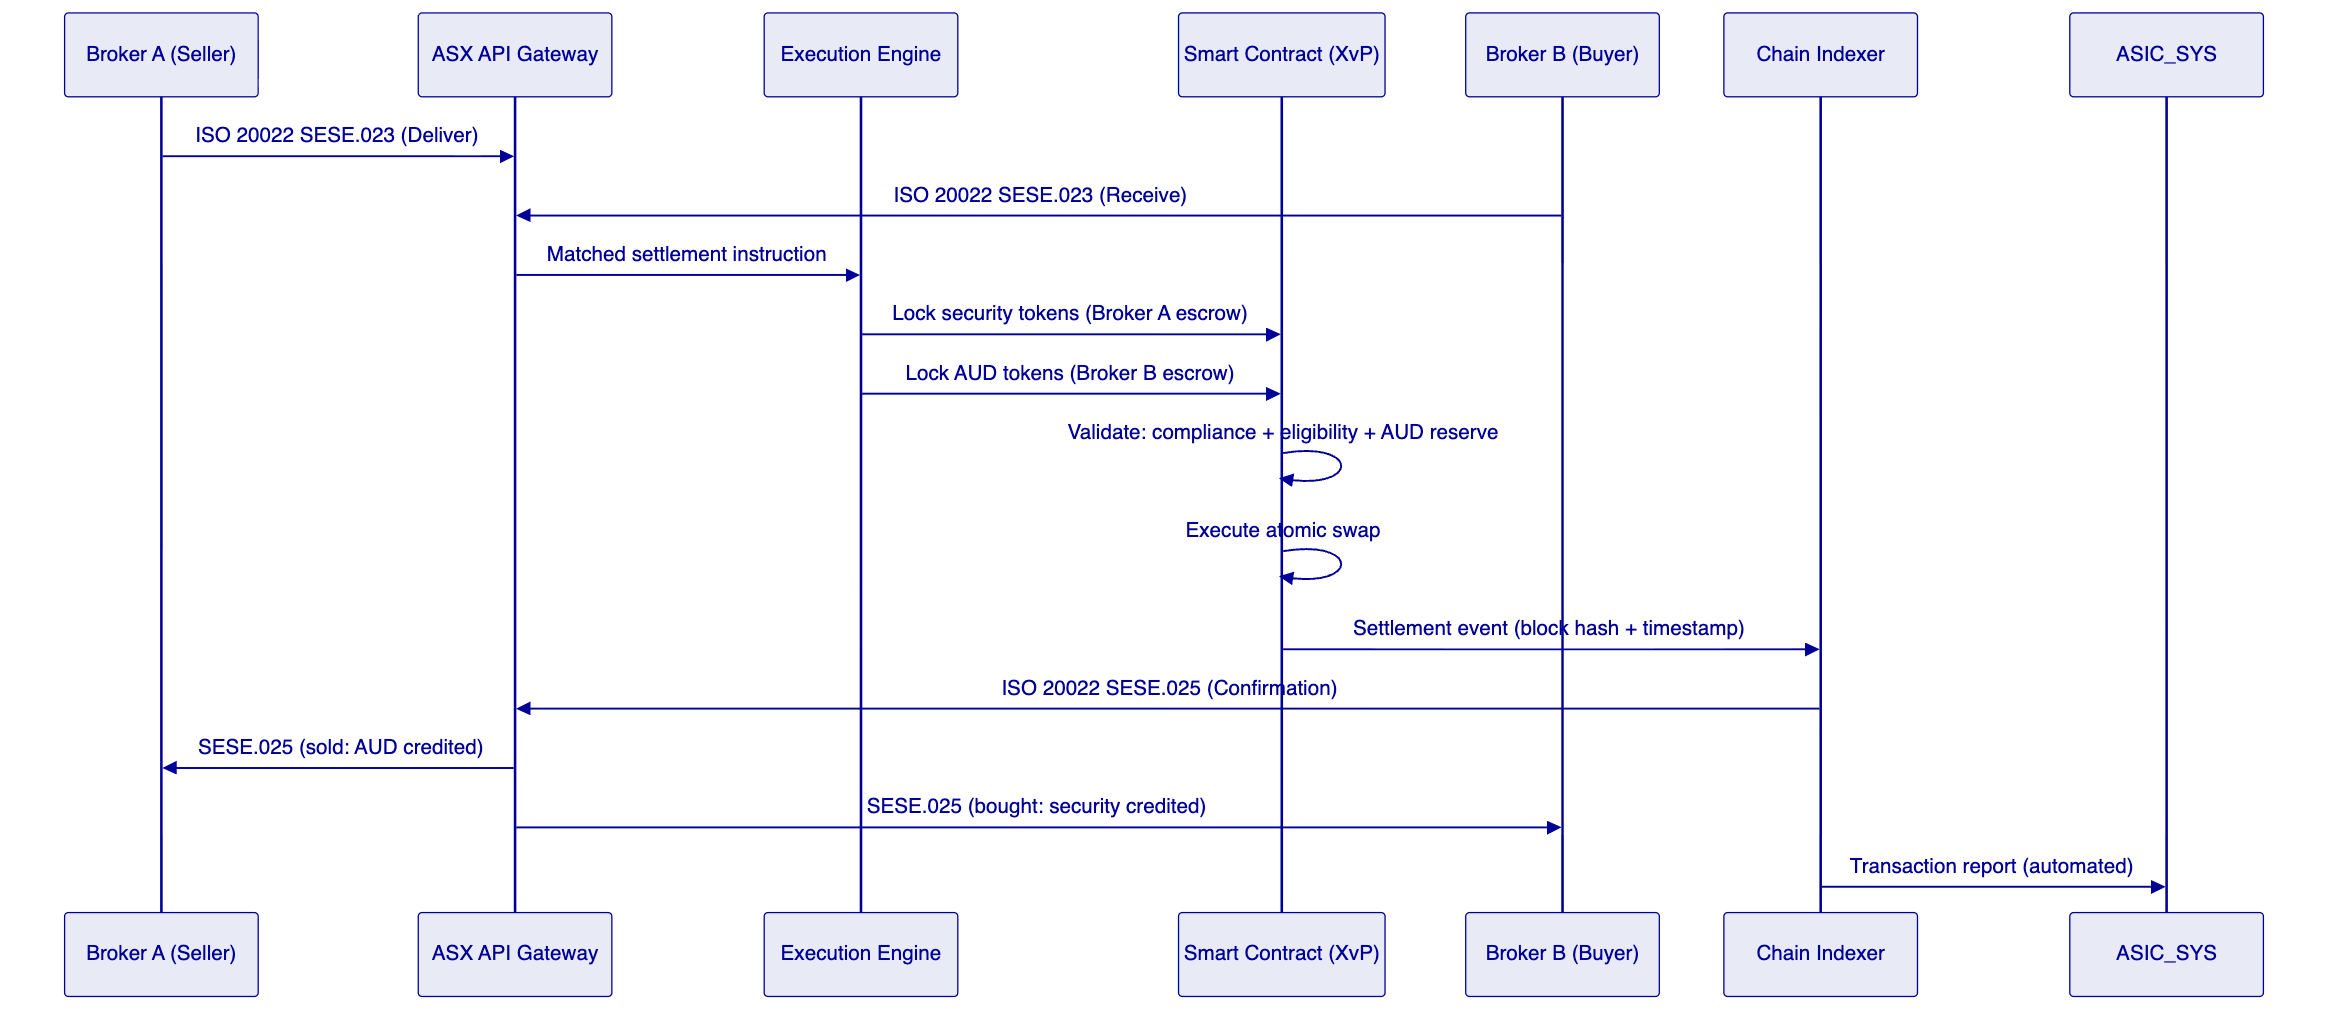 Broker A (Seller)
ASX API Gateway
Execution Engine
Smart Contract (XvP)
Broker B (Buyer)
Chain Indexer
ASIC_SYS
ISO 20022 SESE.023 (Deliver)
ISO 20022 SESE.023 (Receive)
Matched settlement instruction
Lock security tokens (Broker A escrow)
Lock AUD tokens (Broker B escrow)
Validate: compliance + eligibility + AUD reserve
Execute atomic swap
Settlement event (block hash + timestamp)
ISO 20022 SESE.025 (Confirmation)
SESE.025 (sold: AUD credited)
SESE.025 (bought: security credited)
Transaction report (automated)
Broker A (Seller)
ASX API Gateway
Execution Engine
Smart Contract (XvP)
Broker B (Buyer)
Chain Indexer
ASIC_SYS